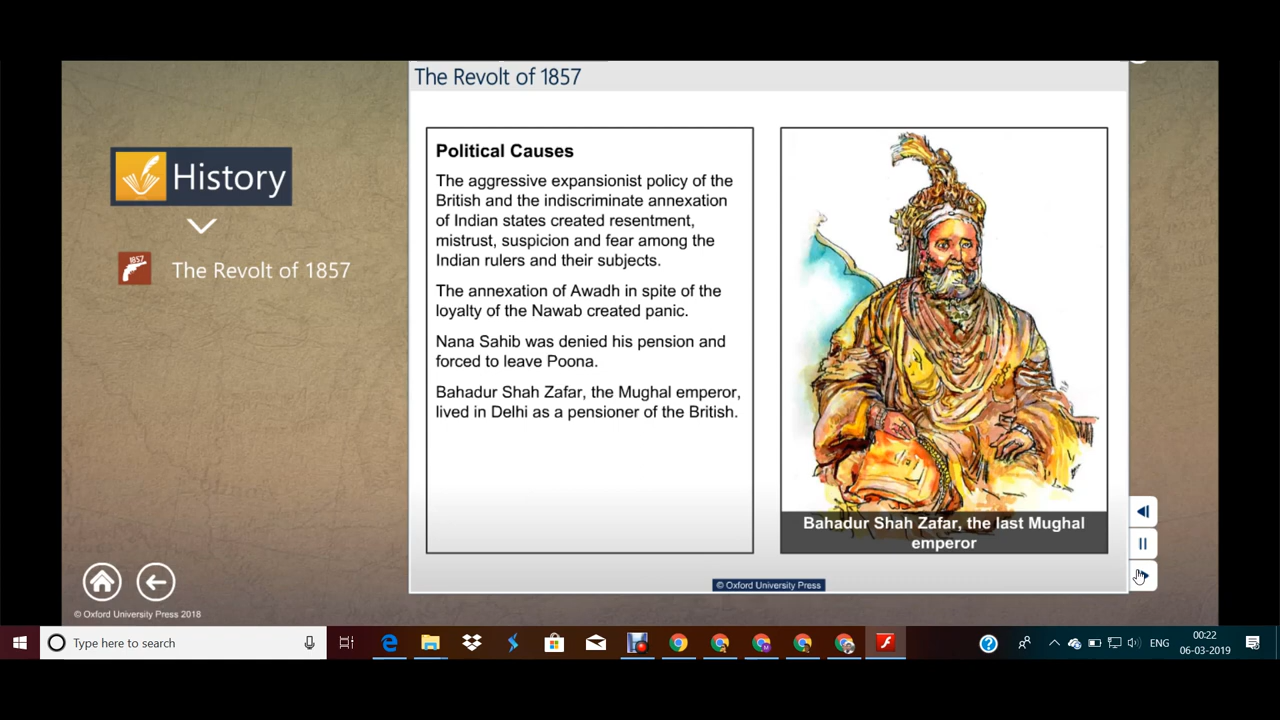 The Revolt of 1857
History
1857
The Revolt of 1857
Political Causes
The aggressive expansionist policy of the
British and the indiscriminate annexation
of Indian states created resentment,
mistrust, suspicion and fear among the
Indian rulers and their subjects.
The annexation of Awadh in spite of the
loyalty of the Nawab created panic.
Nana Sahib was denied his pension and
forced to leave Poona.
Bahadur Shah Zafar, the Mughal emperor,
lived in Delhi as a pensioner of the British.
Bahadur Shah Zafar, the last Mughal
emperor
© Oxford University Press
© Oxford University Press 2018
Type here to search
ENG
00:22
06-03-2019